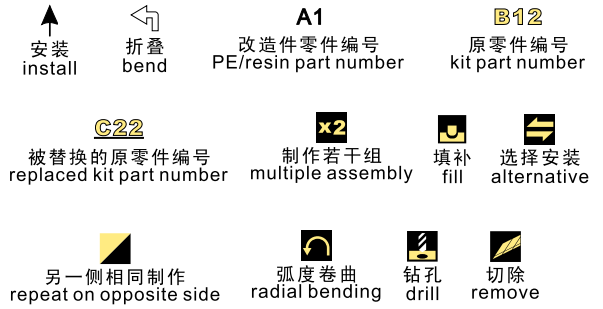 A1
B12
安装
install
折叠
bend
改造件零件编号
PE/resin part number
原零件编号
kit part number
C22
x2
被替换的原零件编号
replaced kit part number
制作若干组
multiple assembly
填补
fill
选择安装
alternative
另一侧相同制作
repeat on opposite side
弧度卷曲
radial bending
钻孔
drill
切除
remove